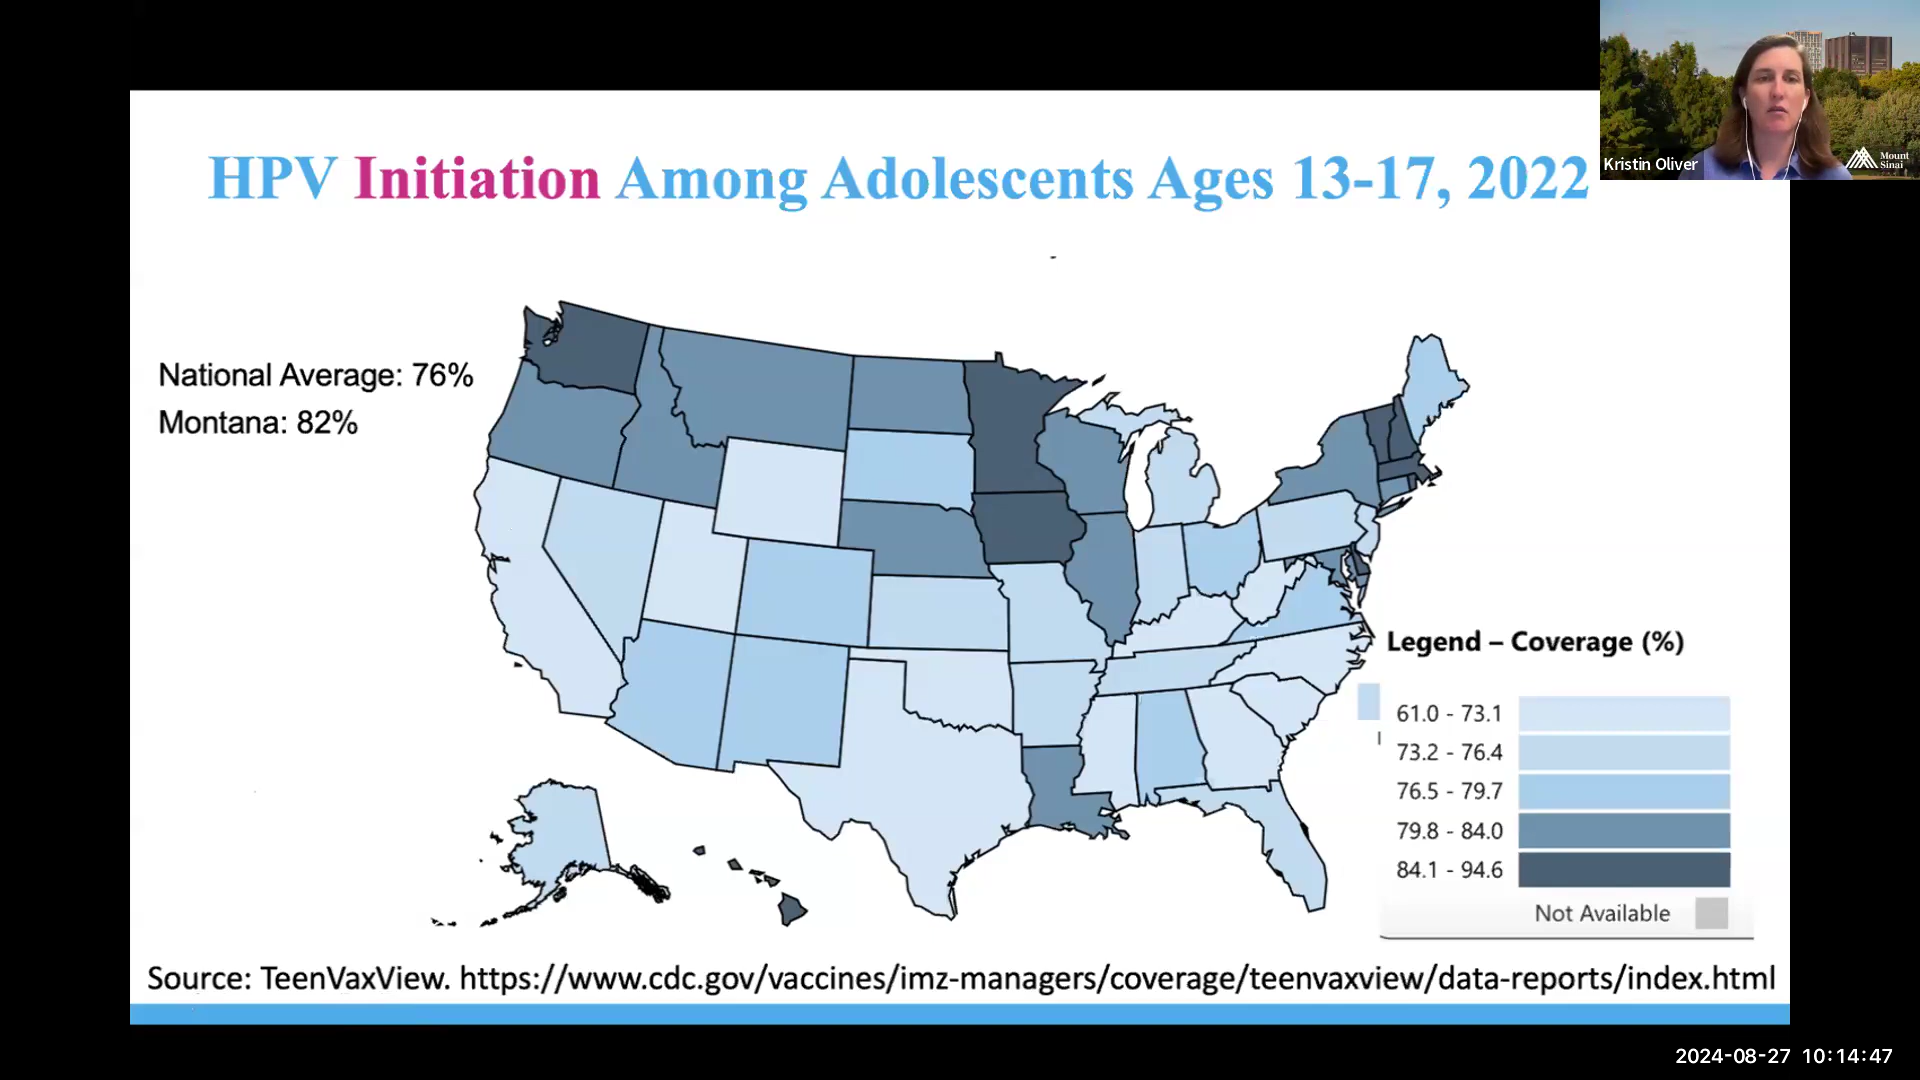 HPV Initiation Among Adolescents Ages 13-17, 2022
Kristin Oliver
Mount
Sinai
National Average: 76%
Montana: 82%
Legend – Coverage (%)
61.0 - 73.1
73.2 - 76.4
76.5 - 79.7
79.8 - 84.0
84.1 - 94.6
Not Available
Source: TeenVaxView. https://www.cdc.gov/vaccines/imz-managers/coverage/teenvaxview/data-reports/index.html
2024-08-27 10:14:47